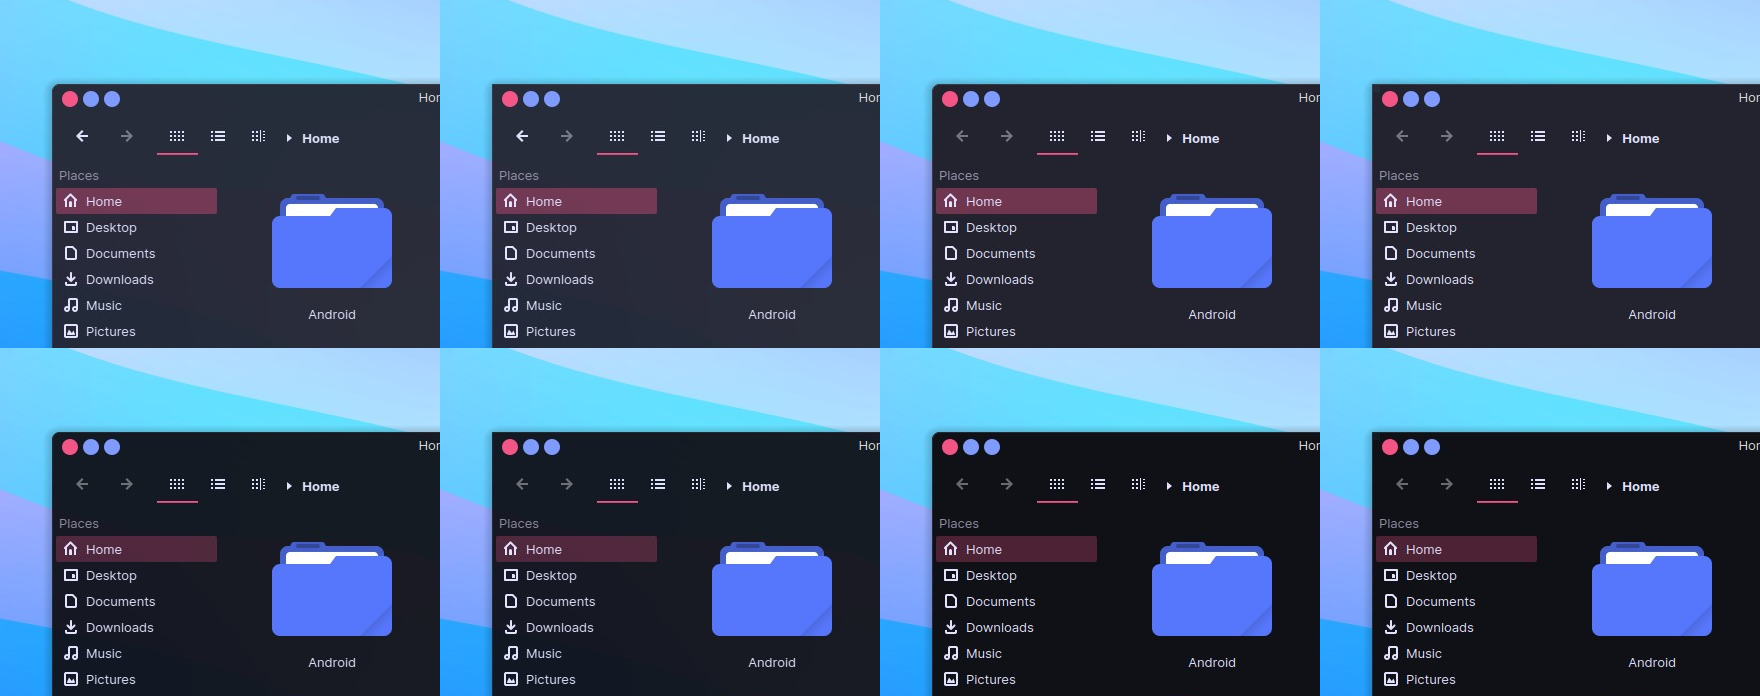 Hor
Home
Places
Home
Desktop
Documents
Downloads
Music
Pictures
Android
Hor
Home
Places
Home
Desktop
Documents
Downloads
Music
Pictures
Android
Hor
Home
Places
Home
Desktop
Documents
Downloads
Music
Pictures
Android
Hor
Home
Places
Home
Desktop
Documents
Downloads
Music
Pictures
Android
Hor
Home
Places
Home
Desktop
Documents
Downloads
Music
Pictures
Android
Hor
Home
Places
Home
Desktop
Documents
Downloads
Music
Pictures
Android
Hor
Home
Places
Home
Desktop
Documents
Downloads
Music
Pictures
Android
Hor
Home
Places
Home
Desktop
Documents
Downloads
Music
Pictures
Android